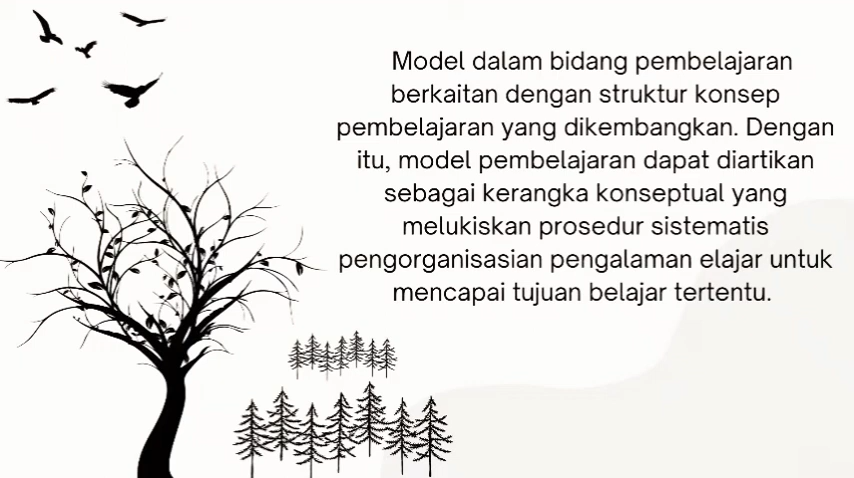 Model dalam bidang pembelajaran
berkaitan dengan struktur konsep
pembelajaran yang dikembangkan. Dengan
itu, model pembelajaran dapat diartikan
sebagai kerangka konseptual yang
melukiskan prosedur sistematis
pengorganisasian pengalaman elajar untuk
mencapai tujuan belajar tertentu.